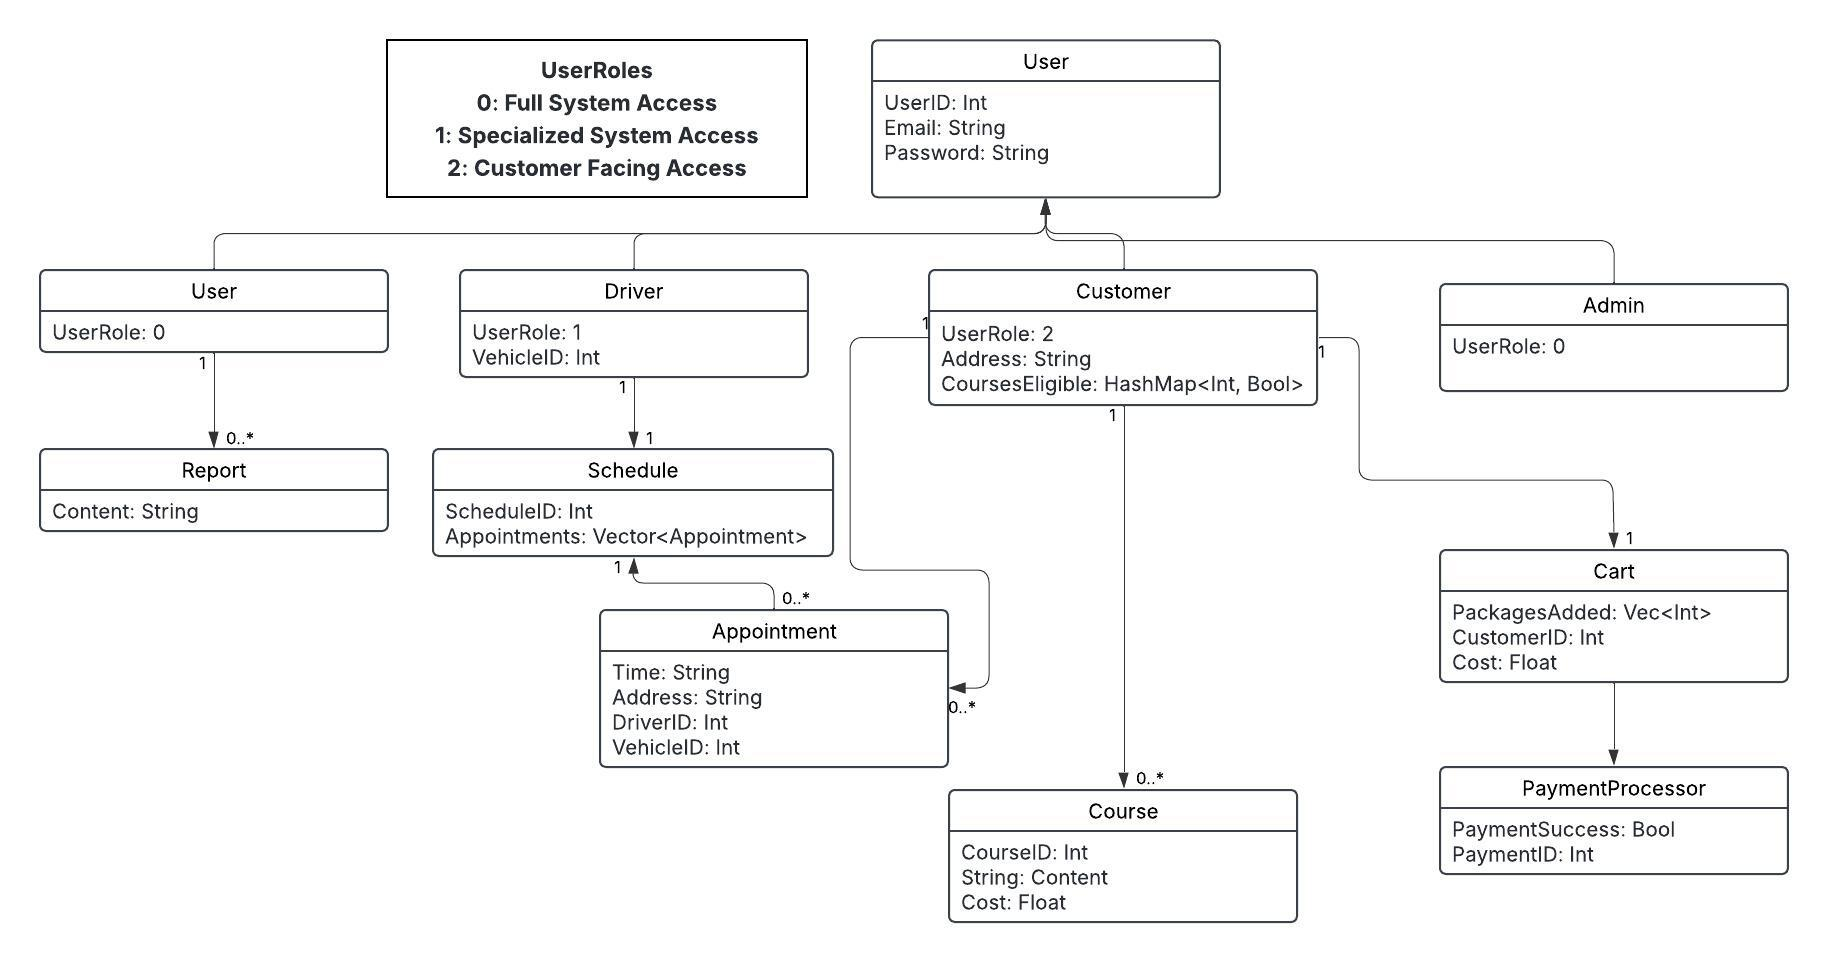 UserRoles
0: Full System Access
1: Specialized System Access
2: Customer Facing Access
User
UserID: Int
Email: String
Password: String
User
UserRole: 0
1
0..*
Report
Content: String
Driver
UserRole: 1
VehicleID: Int
1
1
Schedule
ScheduleID: Int
Appointments: Vector<Appointment>
1
0..*
Appointment
Time: String
Address: String
DriverID: Int
VehicleID: Int
0..*
Customer
1
UserRole: 2
Address: String
CoursesEligible: HashMap<Int, Bool>
1
1
0..*
Course
CourseID: Int
String: Content
Cost: Float
Admin
UserRole: 0
1
Cart
PackagesAdded: Vec<Int>
CustomerID: Int
Cost: Float
PaymentProcessor
PaymentSuccess: Bool
PaymentID: Int